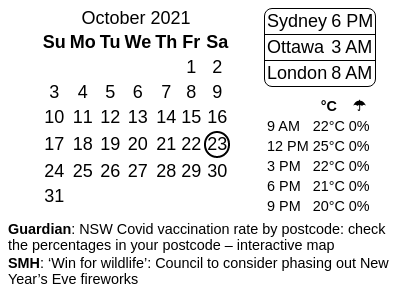 October 2021
Su Mo Tu We Th Fr Sa
1 2
3 4 5 6 7 8 9
10 11 12 13 14 15 16
17 18 19 20 21 22 23
24 25 26 27 28 29 30
31
Sydney 6 PM
Ottawa 3 AM
London 8 AM
°C ☂
9 AM 22°C 0%
12 PM 25°C 0%
3 PM 22°C 0%
6 PM 21°C 0%
9 PM 20°C 0%
Guardian: NSW Covid vaccination rate by postcode: check
the percentages in your postcode – interactive map
SMH: ‘Win for wildlife’: Council to consider phasing out New
Year’s Eve fireworks